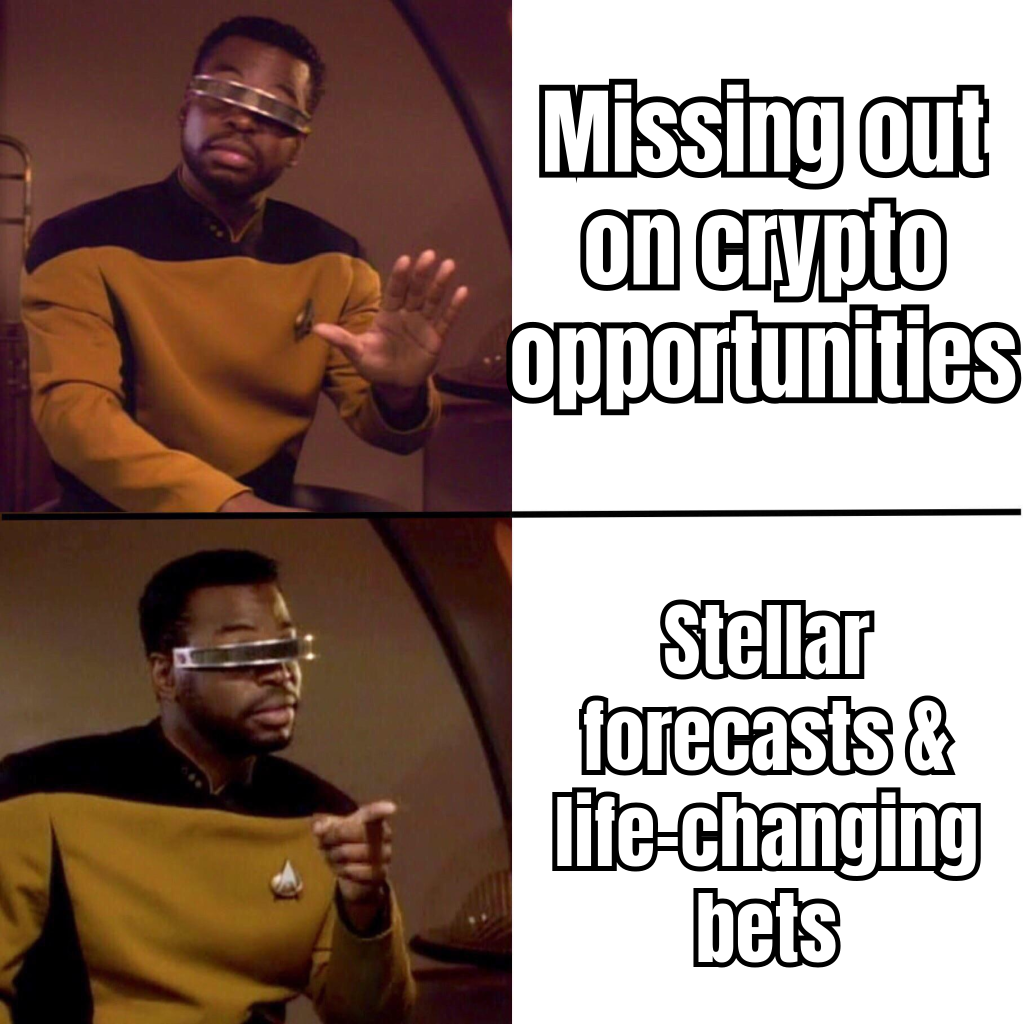 Missing out
on crypto
opportunities
Stellar
forecasts &
life-changing
bets